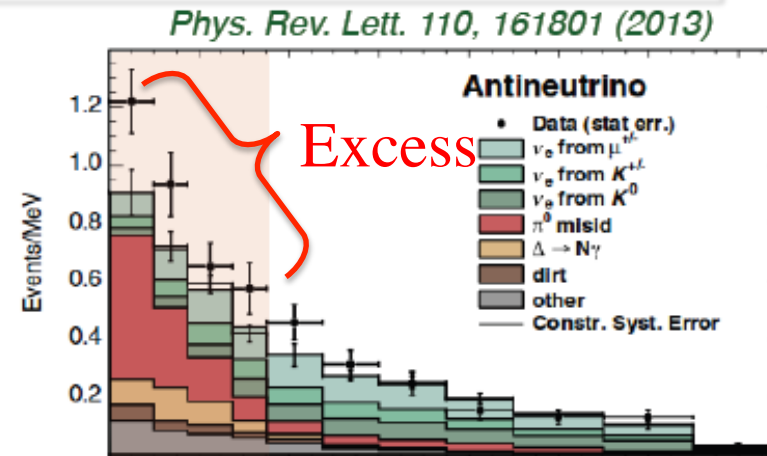 Phys. Rev. Lett. 110, 161801 (2013)
Antineutrino
Excess
Data (stat err.)
νe from μ+/-
νe from K+/-
νe from K0
π0 misid
Δ → Nγ
dirt
other
Constr. Syst. Error
Events/MeV
1.2
1.0
0.8
0.6
0.4
0.2